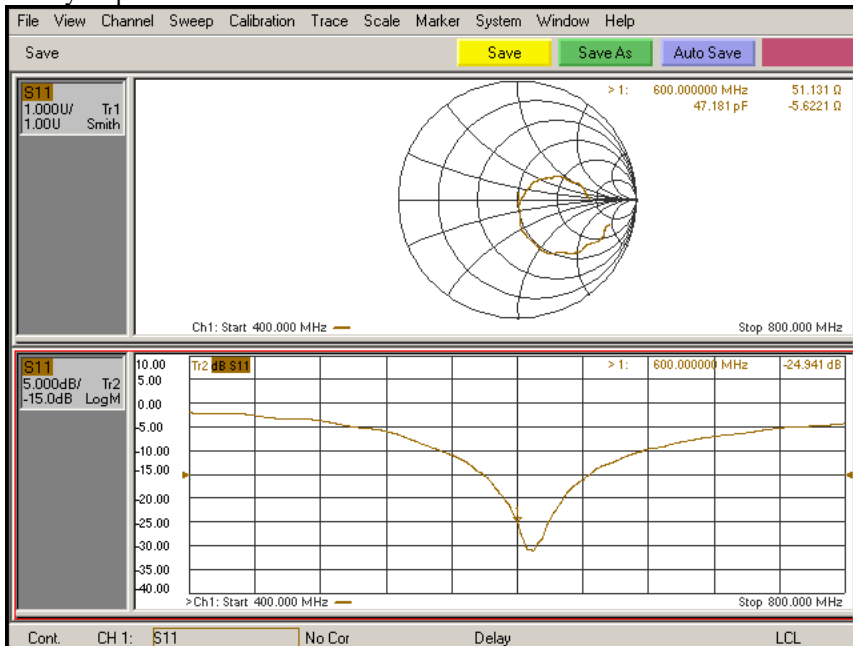 File View Channel Sweep Calibration Trace Scale Marker System Window Help
Save Save Save As Auto Save
S11
1.000U/ Tr1
1.00U Smith
> 1: 600.000000 MHz 51.131 Ω
47.181 pF -5.6221 Ω
Ch1: Start 400.000 MHz
Stop 800.000 MHz
S11
5.000dB/ Tr2
-15.0dB LogM
10.00
5.00
0.00
-5.00
-10.00
-15.00
-20.00
-25.00
-30.00
-35.00
-40.00
Tr2 dB S11
> 1: 600.000000 MHz -24.941 dB
>Ch1: Start 400.000 MHz
Stop 800.000 MHz
Cont. CH 1: S11 No Cor Delay LCL